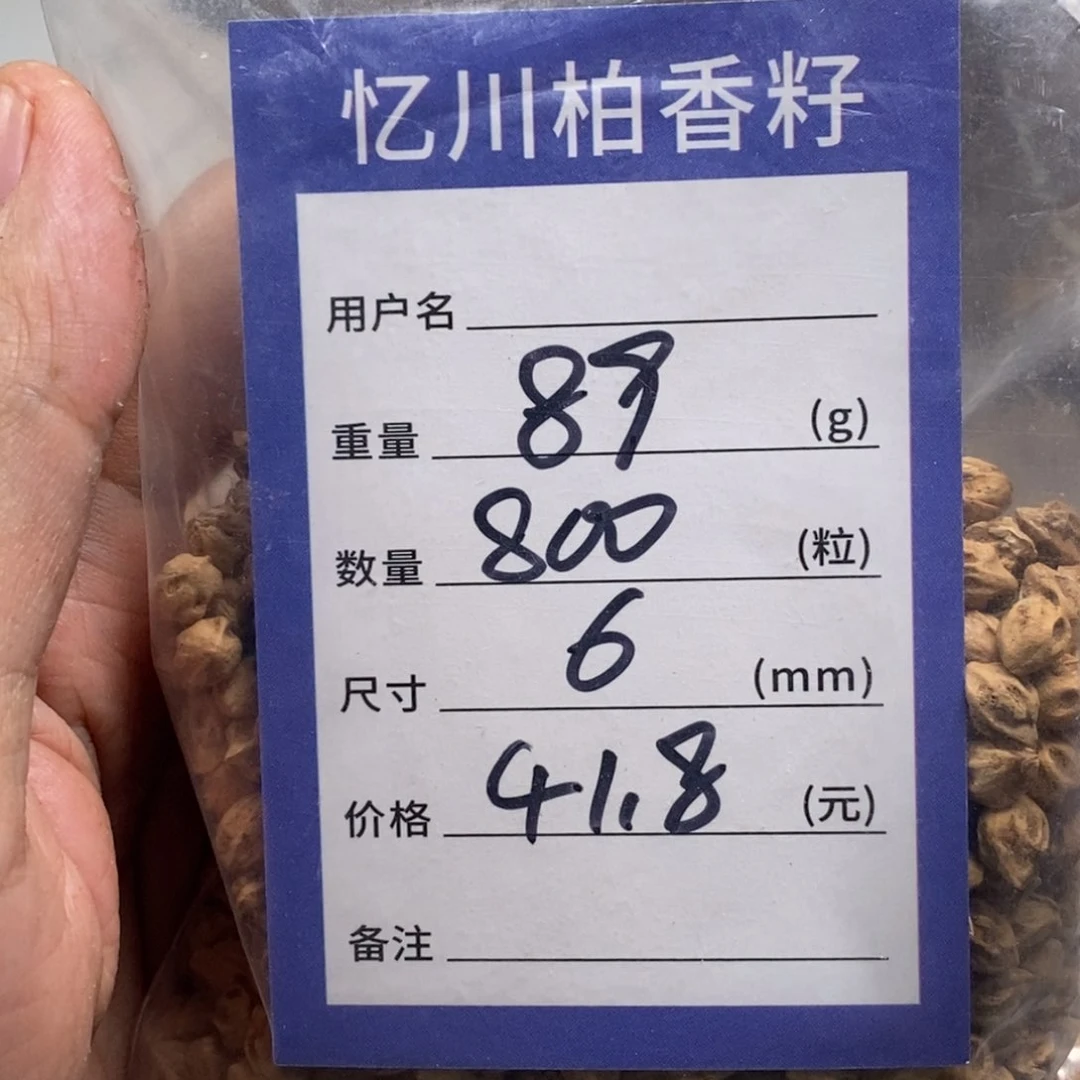 忆川柏香籽
用户名
重量 89 (g)
数量 800 (粒)
尺寸 6 (mm)
价格 41.8 (元)
备注